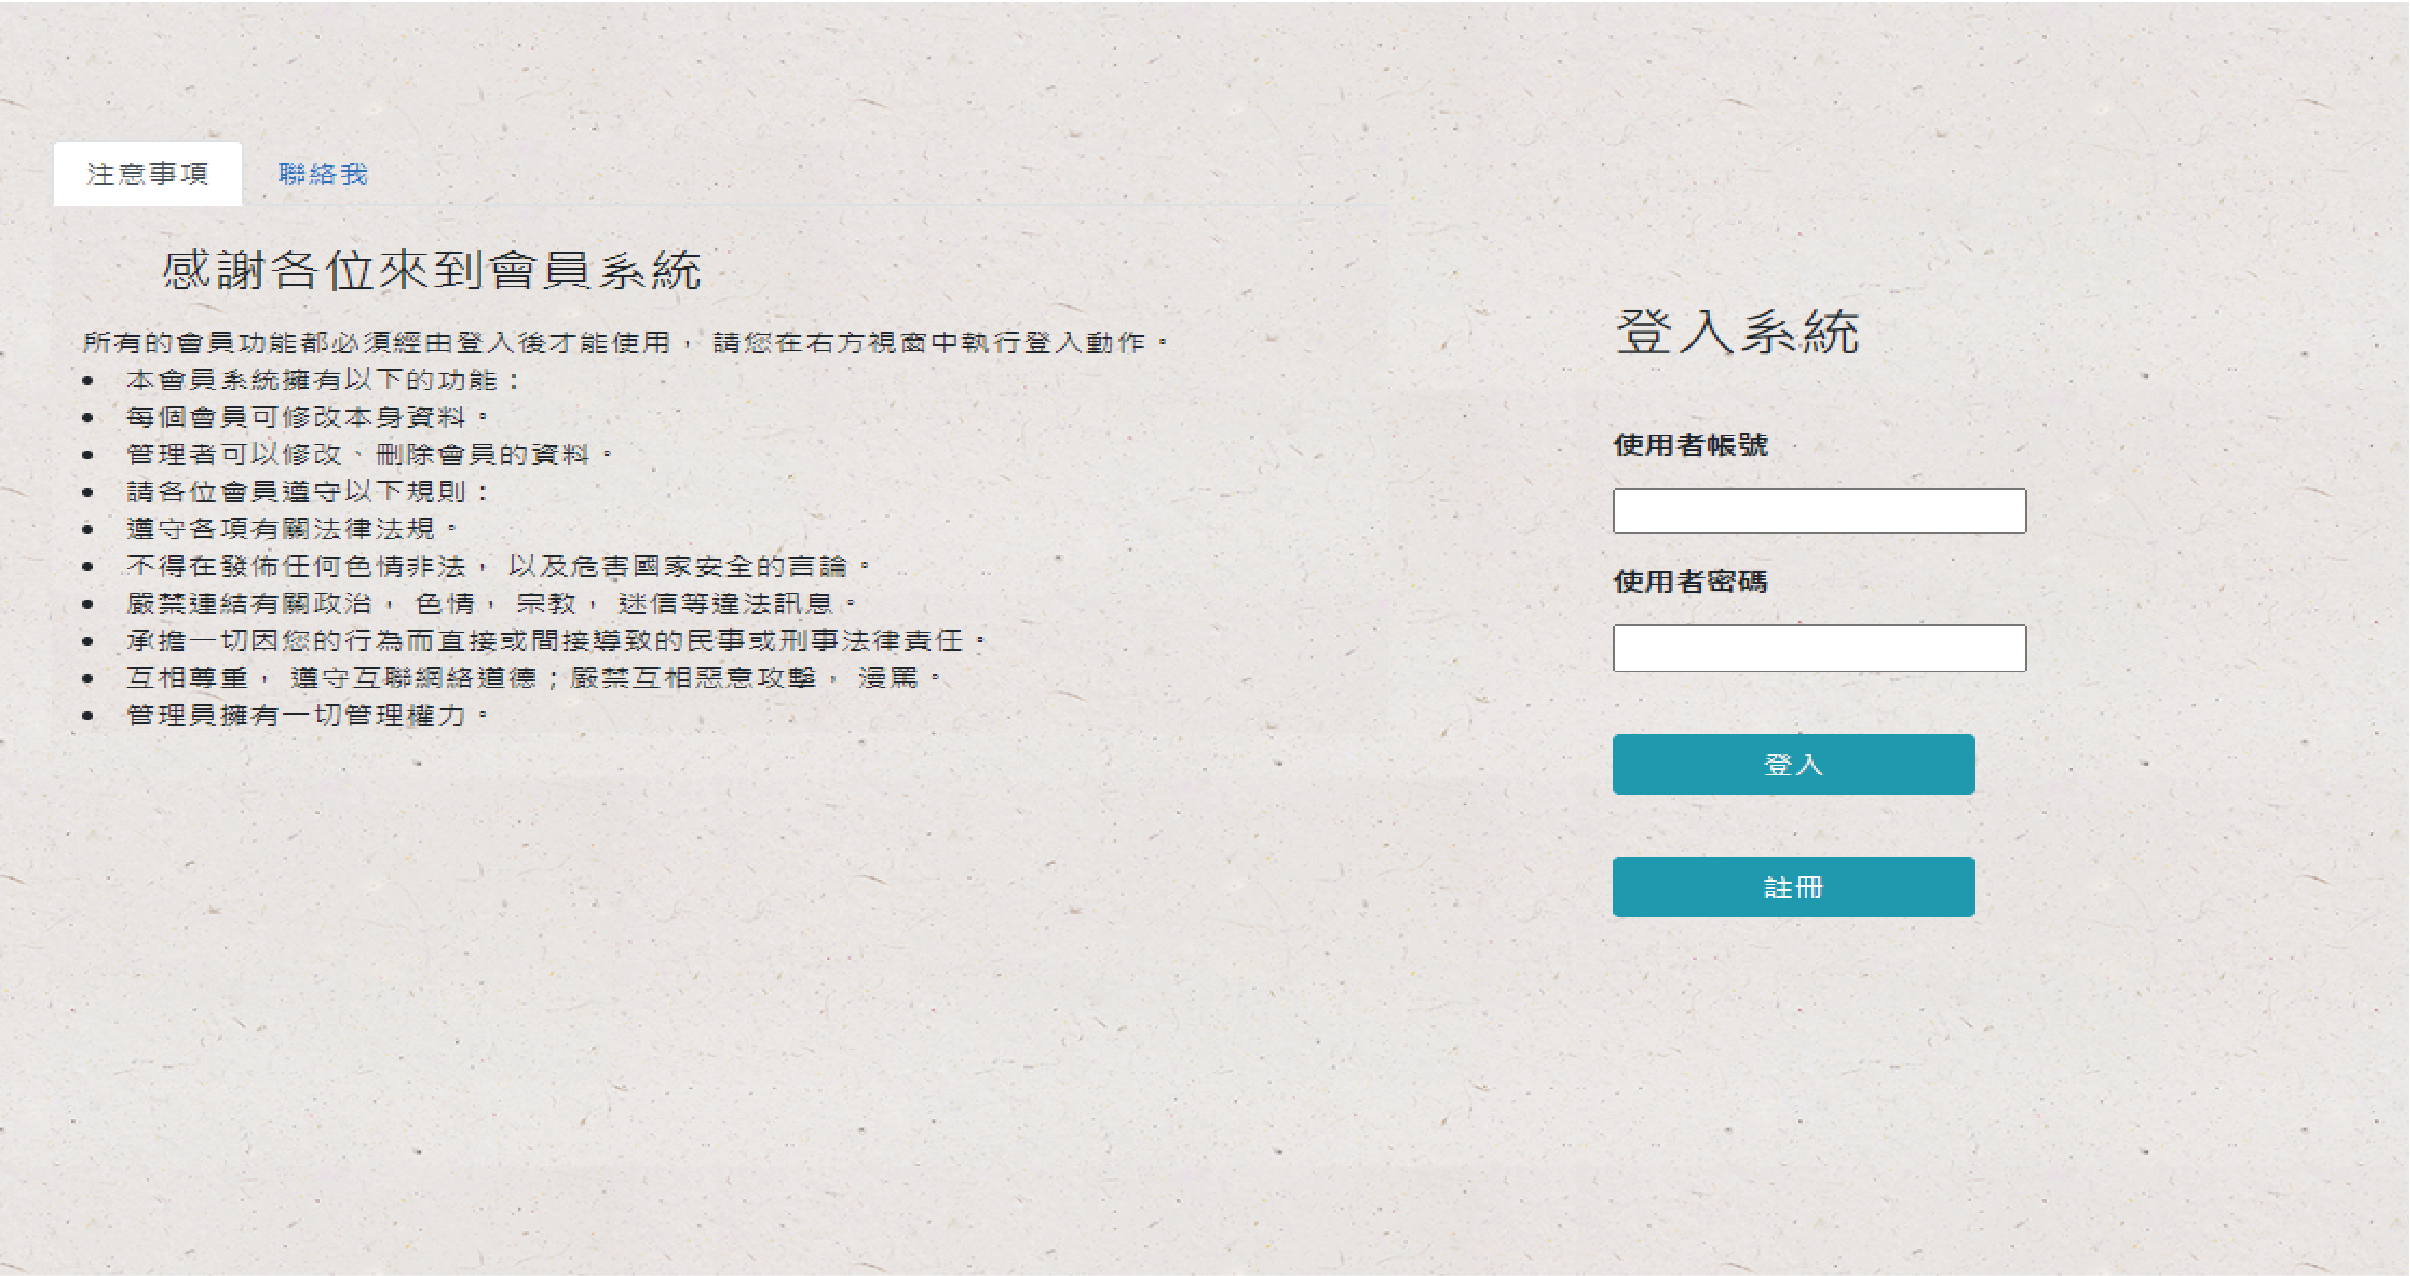 注意事項
聯絡我
感謝各位來到會員系統
所有的會員功能都必須經由登入後才能使用， 請您在右方視窗中執行登入動作。
• 本會員系統擁有以下的功能：
• 每個會員可修改本身資料。
• 管理者可以修改、刪除會員的資料。
• 請各位會員遵守以下規則：
• 遵守各項有關法律法規。
• 不得在發佈任何色情非法， 以及危害國家安全的言論。
• 嚴禁連結有關政治， 色情， 宗教， 迷信等違法訊息。
• 承擔一切因您的行為而直接或間接導致的民事或刑事法律責任。
• 互相尊重， 遵守互聯網絡道德；嚴禁互相惡意攻擊， 漫罵。
• 管理員擁有一切管理權力。
登入系統
使用者帳號
使用者密碼
登入
註冊